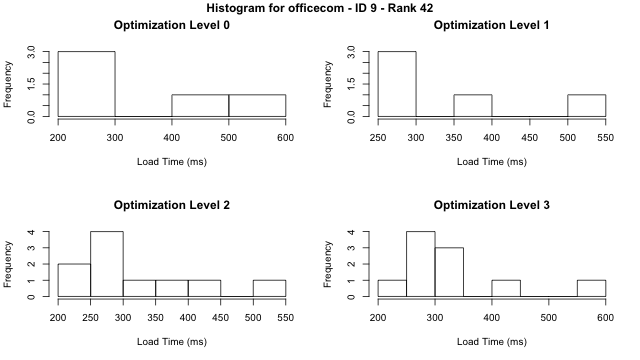 Histogram for officecom - ID 9 - Rank 42
Optimization Level 0
Frequency
0.0 1.5 3.0
200 300 400 500 600
Load Time (ms)
Optimization Level 1
Frequency
0.0 1.5 3.0
250 300 350 400 450 500 550
Load Time (ms)
Optimization Level 2
Frequency
0 1 2 3 4
200 250 300 350 400 450 500 550
Load Time (ms)
Optimization Level 3
Frequency
0 1 2 3 4
200 300 400 500 600
Load Time (ms)